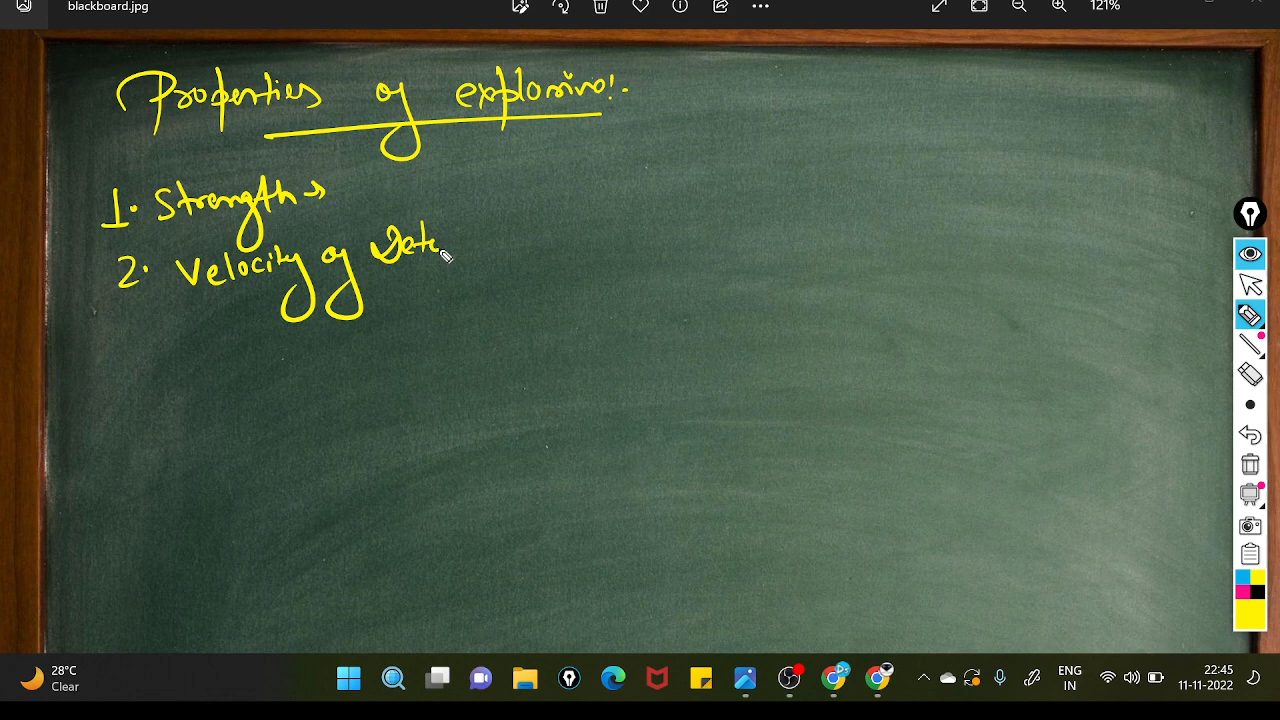 blackboard.jpg
121%
Properties of explosive:-
1. Strength →
2. Velocity of Deto
28°C
Clear
ENG
IN
22:45
11-11-2022